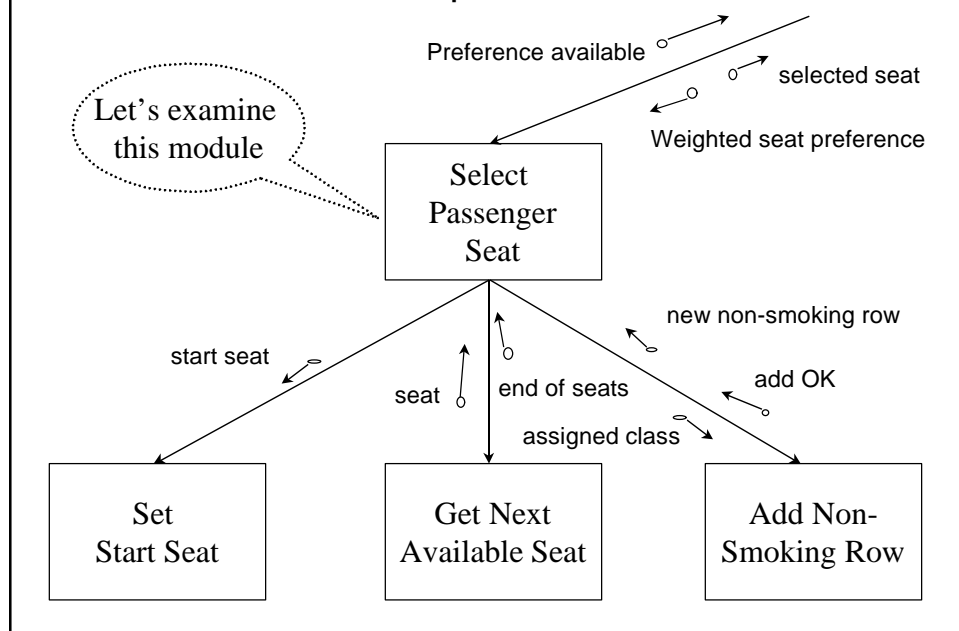 Preference available
selected seat
Let's examine
this module
Weighted seat preference
Select
Passenger
Seat
new non-smoking row
start seat
add OK
seat
end of seats
assigned class
Set
Start Seat
Get Next
Available Seat
Add Non-
Smoking Row